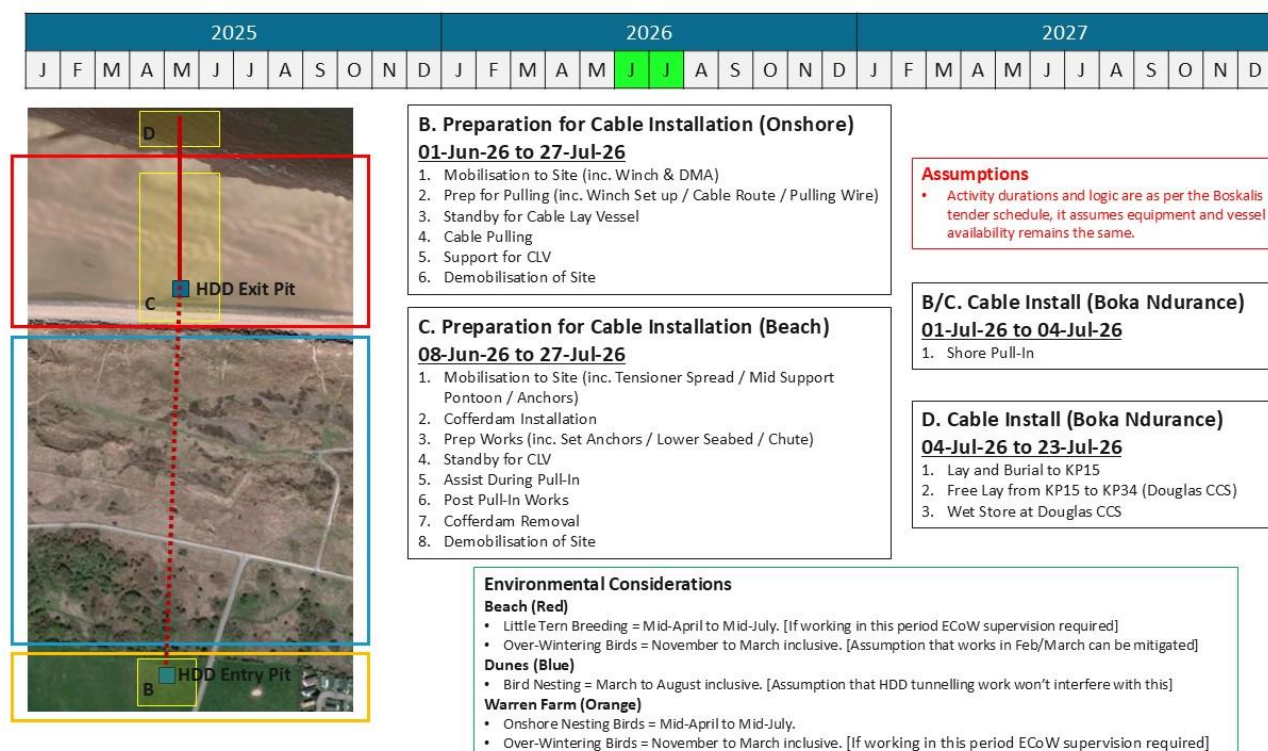 2025 2026 2027
J F M A M J J A S O N D J F M A M J J A S O N D J F M A M J J A S O N D
D
HDD Exit Pit
C
HDD Entry Pit
B
B. Preparation for Cable Installation (Onshore)
01-Jun-26 to 27-Jul-26
1. Mobilisation to Site (inc. Winch & DMA)
2. Prep for Pulling (inc. Winch Set up / Cable Route / Pulling Wire)
3. Standby for Cable Lay Vessel
4. Cable Pulling
5. Support for CLV
6. Demobilisation of Site
C. Preparation for Cable Installation (Beach)
08-Jun-26 to 27-Jul-26
1. Mobilisation to Site (inc. Tensioner Spread / Mid Support
Pontoon / Anchors)
2. Cofferdam Installation
3. Prep Works (inc. Set Anchors / Lower Seabed / Chute)
4. Standby for CLV
5. Assist During Pull-In
6. Post Pull-In Works
7. Cofferdam Removal
8. Demobilisation of Site
Assumptions
• Activity durations and logic are as per the Boskalis
tender schedule, it assumes equipment and vessel
availability remains the same.
B/C. Cable Install (Boka Ndurance)
01-Jul-26 to 04-Jul-26
1. Shore Pull-In
D. Cable Install (Boka Ndurance)
04-Jul-26 to 23-Jul-26
1. Lay and Burial to KP15
2. Free Lay from KP15 to KP34 (Douglas CCS)
3. Wet Store at Douglas CCS
Environmental Considerations
Beach (Red)
• Little Tern Breeding = Mid-April to Mid-July. [If working in this period ECoW supervision required]
• Over-Wintering Birds = November to March inclusive. [Assumption that works in Feb/March can be mitigated]
Dunes (Blue)
• Bird Nesting = March to August inclusive. [Assumption that HDD tunnelling work won't interfere with this]
Warren Farm (Orange)
• Onshore Nesting Birds = Mid-April to Mid-July.
• Over-Wintering Birds = November to March inclusive. [If working in this period ECoW supervision required]